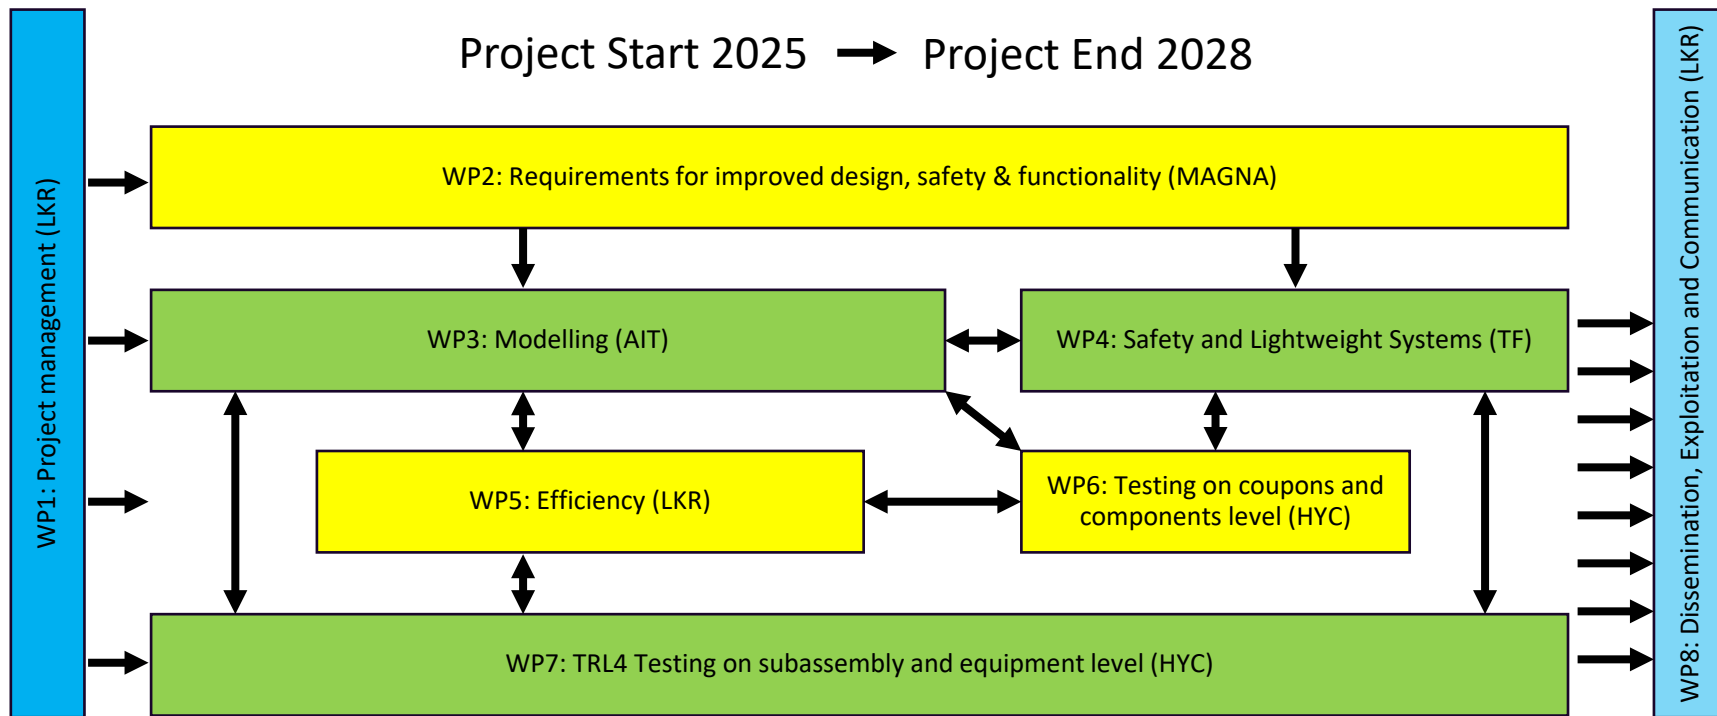 Project Start 2025
Project End 2028
WP1: Project management (LKR)
WP2: Requirements for improved design, safety & functionality (MAGNA)
WP3: Modelling (AIT)
WP4: Safety and Lightweight Systems (TF)
WP5: Efficiency (LKR)
WP6: Testing on coupons and
components level (HYC)
WP7: TRL4 Testing on subassembly and equipment level (HYC)
WP8: Dissemination, Exploitation and Communication (LKR)